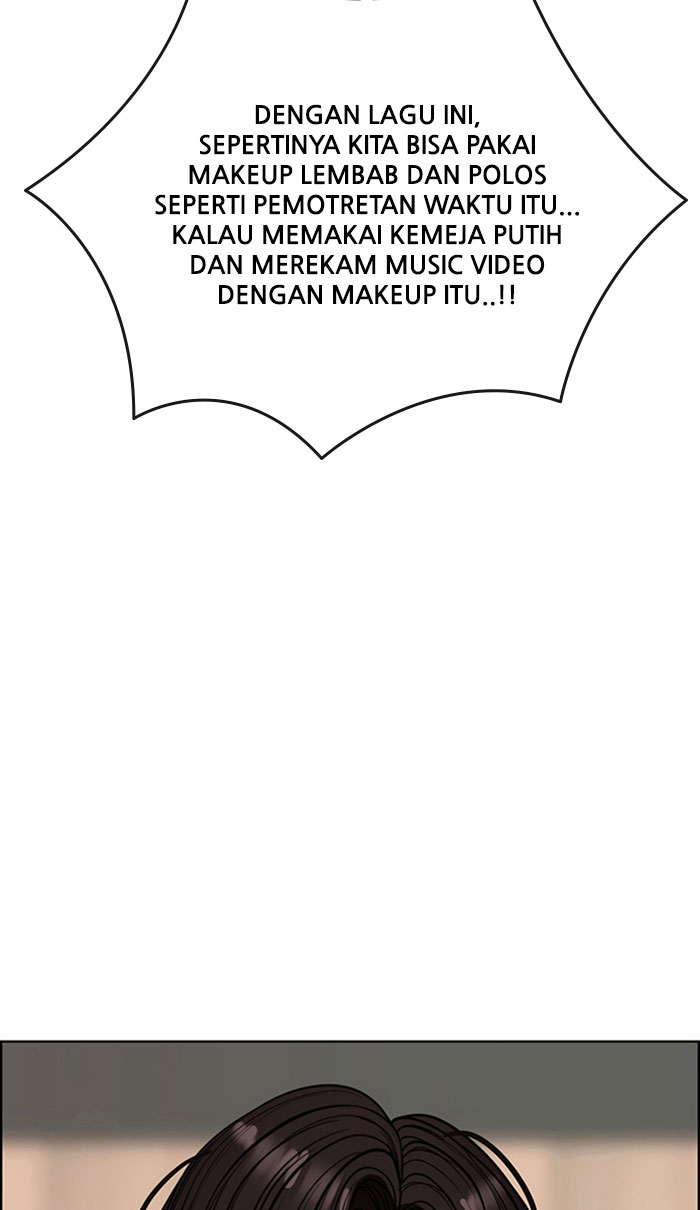 DENGAN LAGU INI,
SEPERTINYA KITA BISA PAKAI
MAKEUP LEMBAB DAN POLOS
SEPERTI PEMOTRETAN WAKTU ITU...
KALAU MEMAKAI KEMEJA PUTIH
DAN MEREKAM MUSIC VIDEO
DENGAN MAKEUP ITU..!!